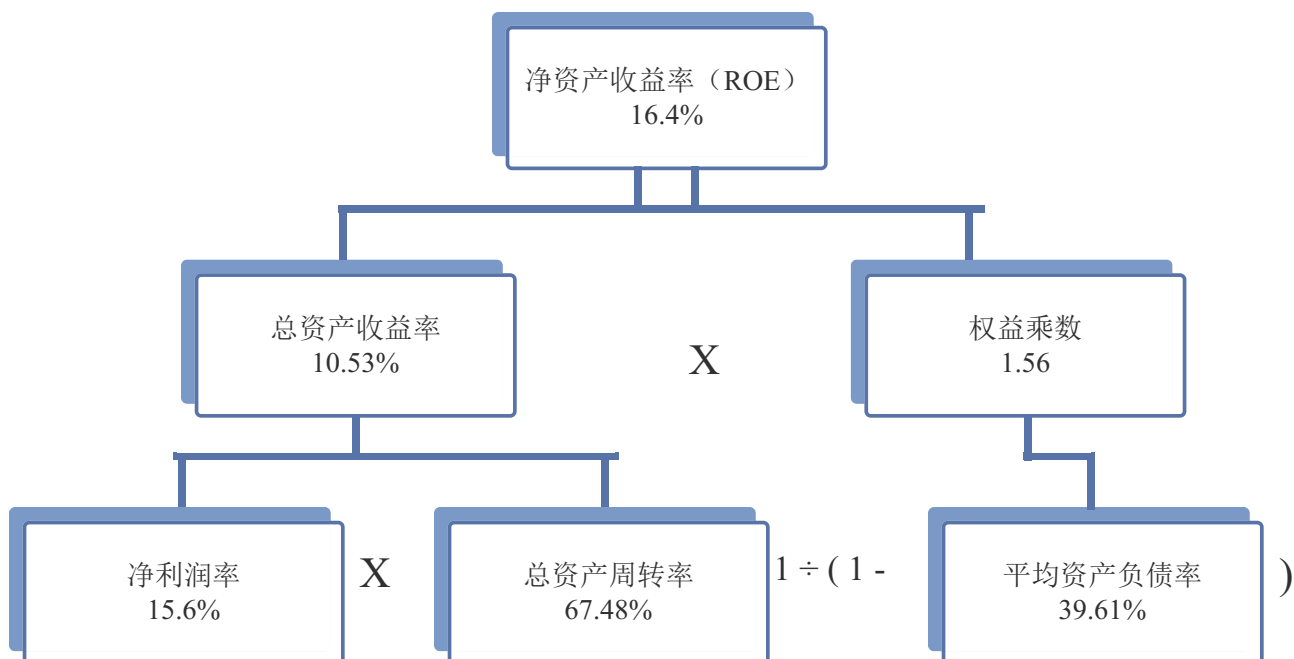 净资产收益率（ROE）
16.4%
总资产收益率
10.53%
X
权益乘数
1.56
净利润率
15.6%
X
总资产周转率
67.48%
1 ÷ ( 1 -
平均资产负债率
39.61%
)